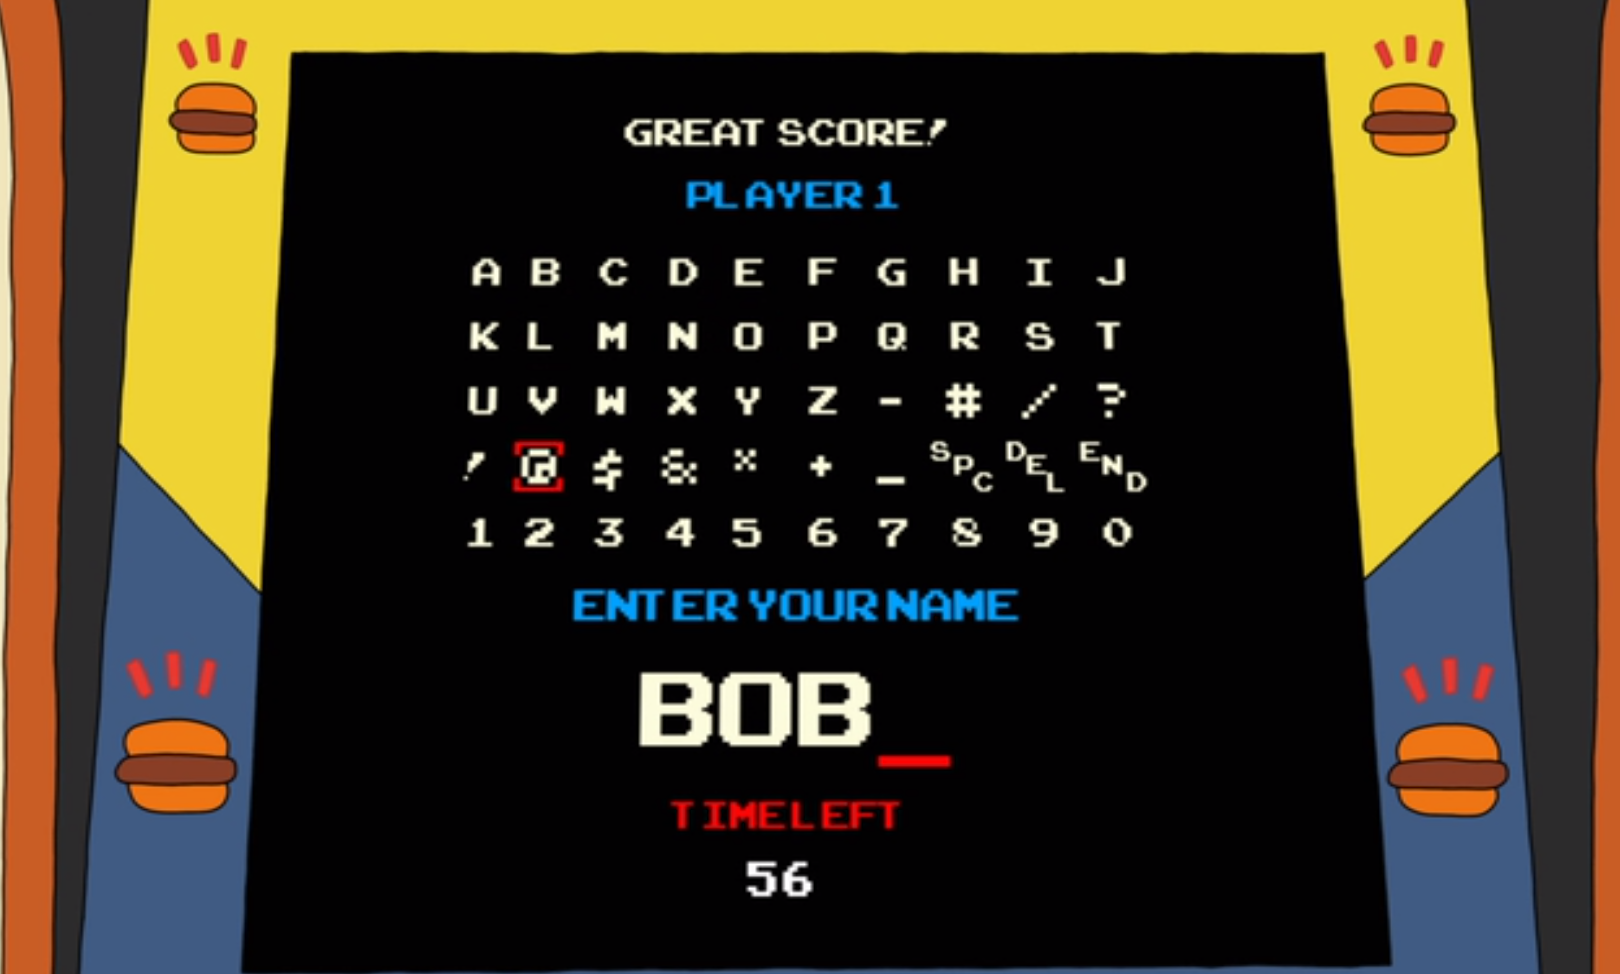 GREAT SCORE!
PLAYER 1
A B C D E F G H I J
K L M N O P Q R S T
U V W X Y Z - # / ?
! @ $ & * + _ SPC DEL END
1 2 3 4 5 6 7 8 9 0
ENTER YOUR NAME
BOB_
TIME LEFT
56